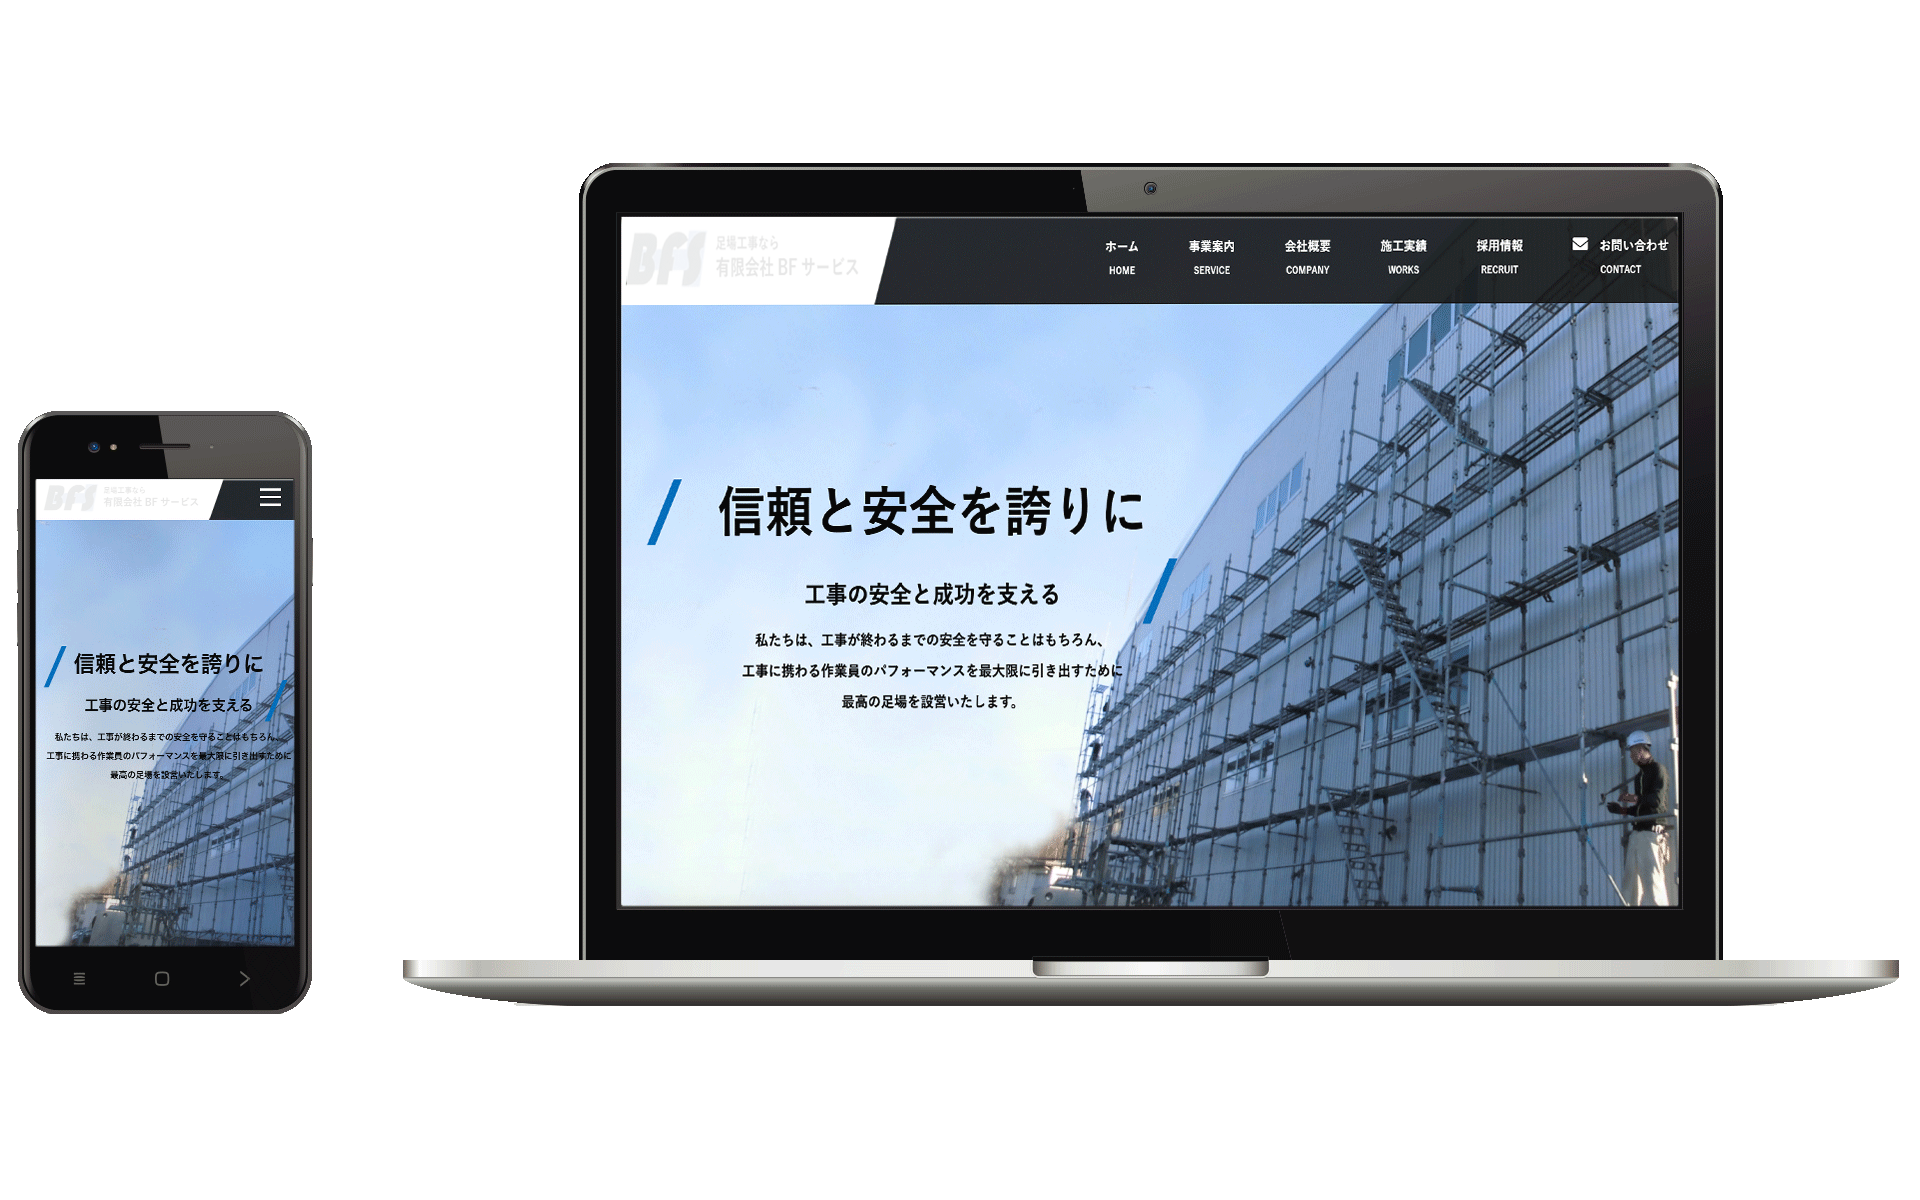 BFS
足場工事なら
有限会社 BF サービス
信頼と安全を誇りに
工事の安全と成功を支える
私たちは、工事が終わるまでの安全を守ることはもちろん、
工事に携わる作業員のパフォーマンスを最大限に引き出すために
最高の足場を設営いたします。
BFS
足場工事なら
有限会社 BF サービス
ホーム
HOME
事業案内
SERVICE
会社概要
COMPANY
施工実績
WORKS
採用情報
RECRUIT
お問い合わせ
CONTACT
信頼と安全を誇りに
工事の安全と成功を支える
私たちは、工事が終わるまでの安全を守ることはもちろん、
工事に携わる作業員のパフォーマンスを最大限に引き出すために
最高の足場を設営いたします。